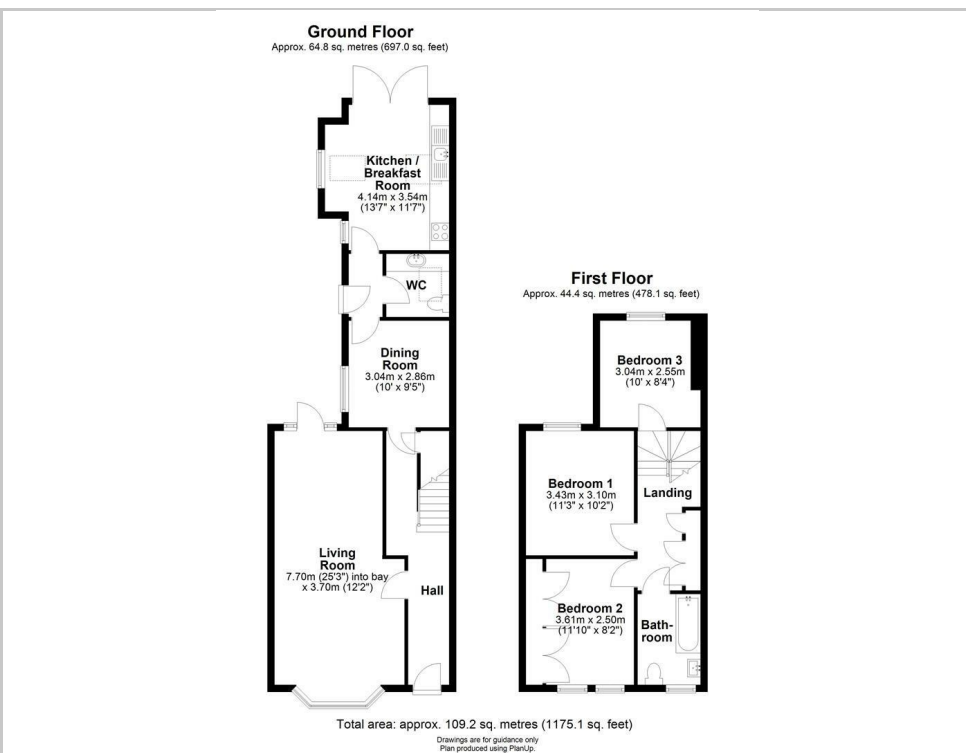 Ground Floor
Approx. 64.8 sq. metres (697.0 sq. feet)
Kitchen /
Breakfast
Room
4.14m x 3.54m
(13'7" x 11'7")
WC
Dining
Room
3.04m x 2.86m
(10' x 9'5")
Living
Room
7.70m (25'3") into bay
x 3.70m (12'2")
Hall
First Floor
Approx. 44.4 sq. metres (478.1 sq. feet)
Bedroom 3
3.04m x 2.55m
(10' x 8'4")
Bedroom 1
3.43m x 3.10m
(11'3" x 10'2")
Landing
Bedroom 2
3.61m x 2.50m
(11'10" x 8'2")
Bath-
room
Total area: approx. 109.2 sq. metres (1175.1 sq. feet)
Drawings are for guidance only
Plan produced using PlanUp.